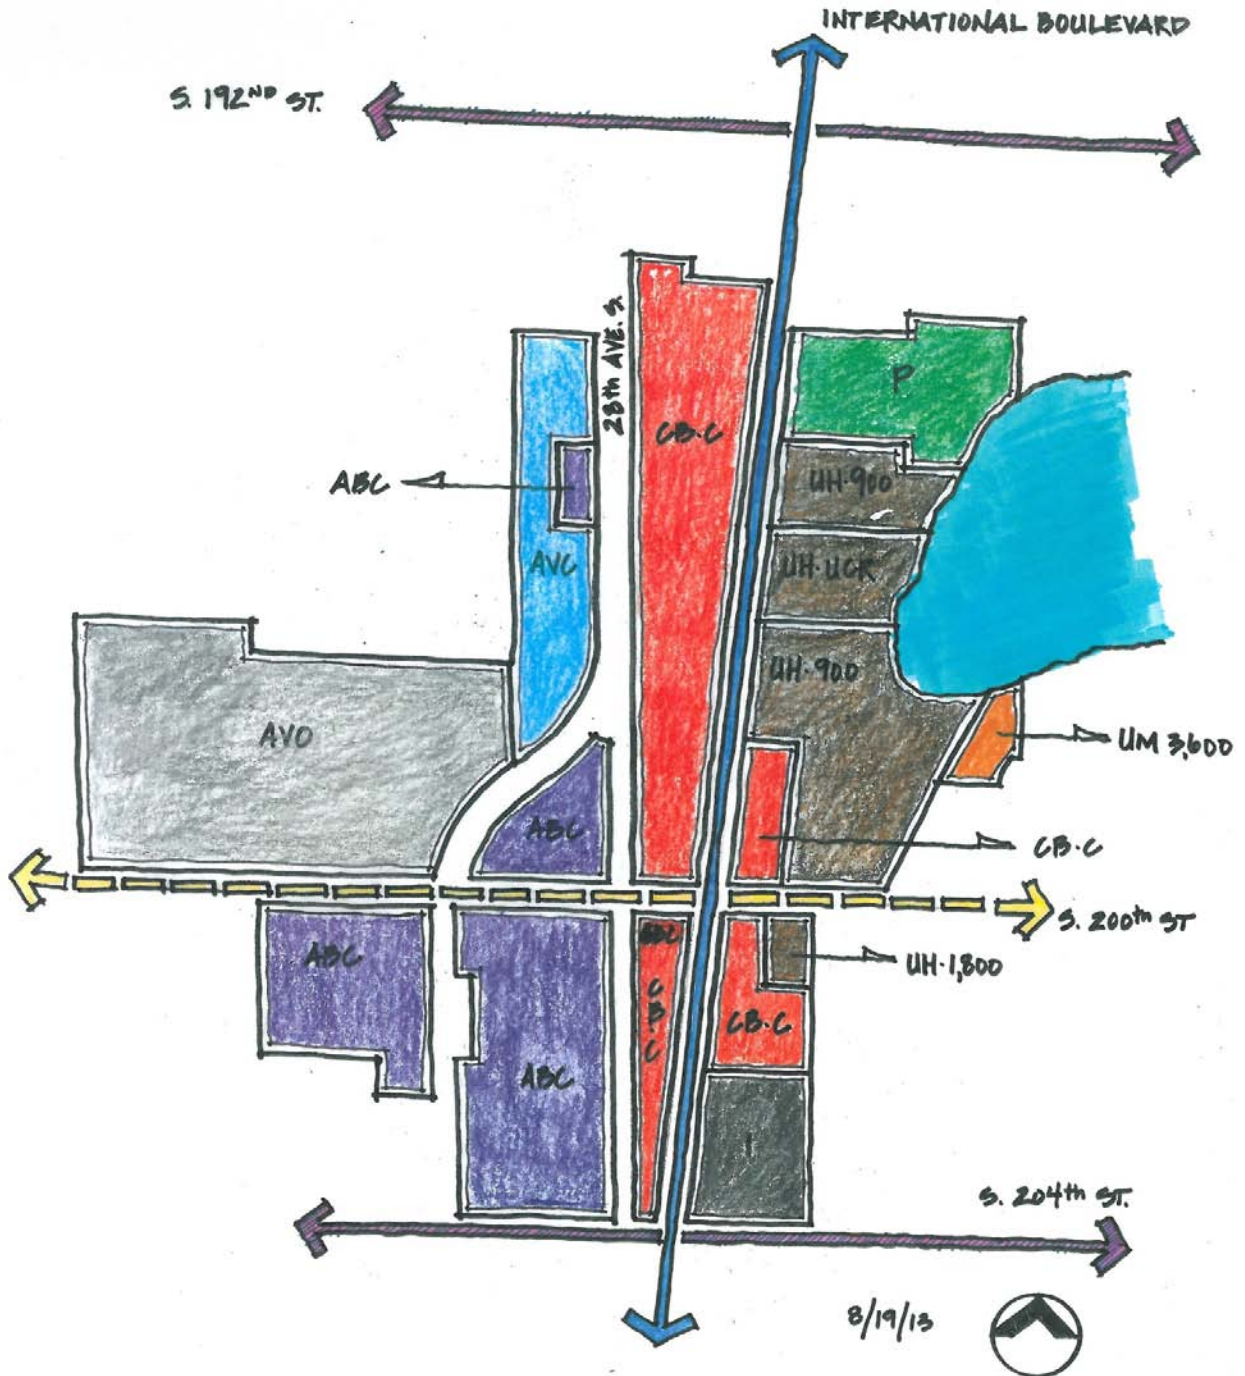 INTERNATIONAL BOULEVARD
S. 192ND ST.
28th AVE. S.
P
CB-C
UH-900
ABC
AVC
UH-UCR
UH-900
AVO
UM 3,600
ABC
CB-C
S. 200th ST
ABC
UH-1,800
CB-C
CB-C
ABC
I
S. 204th ST.
8/19/13